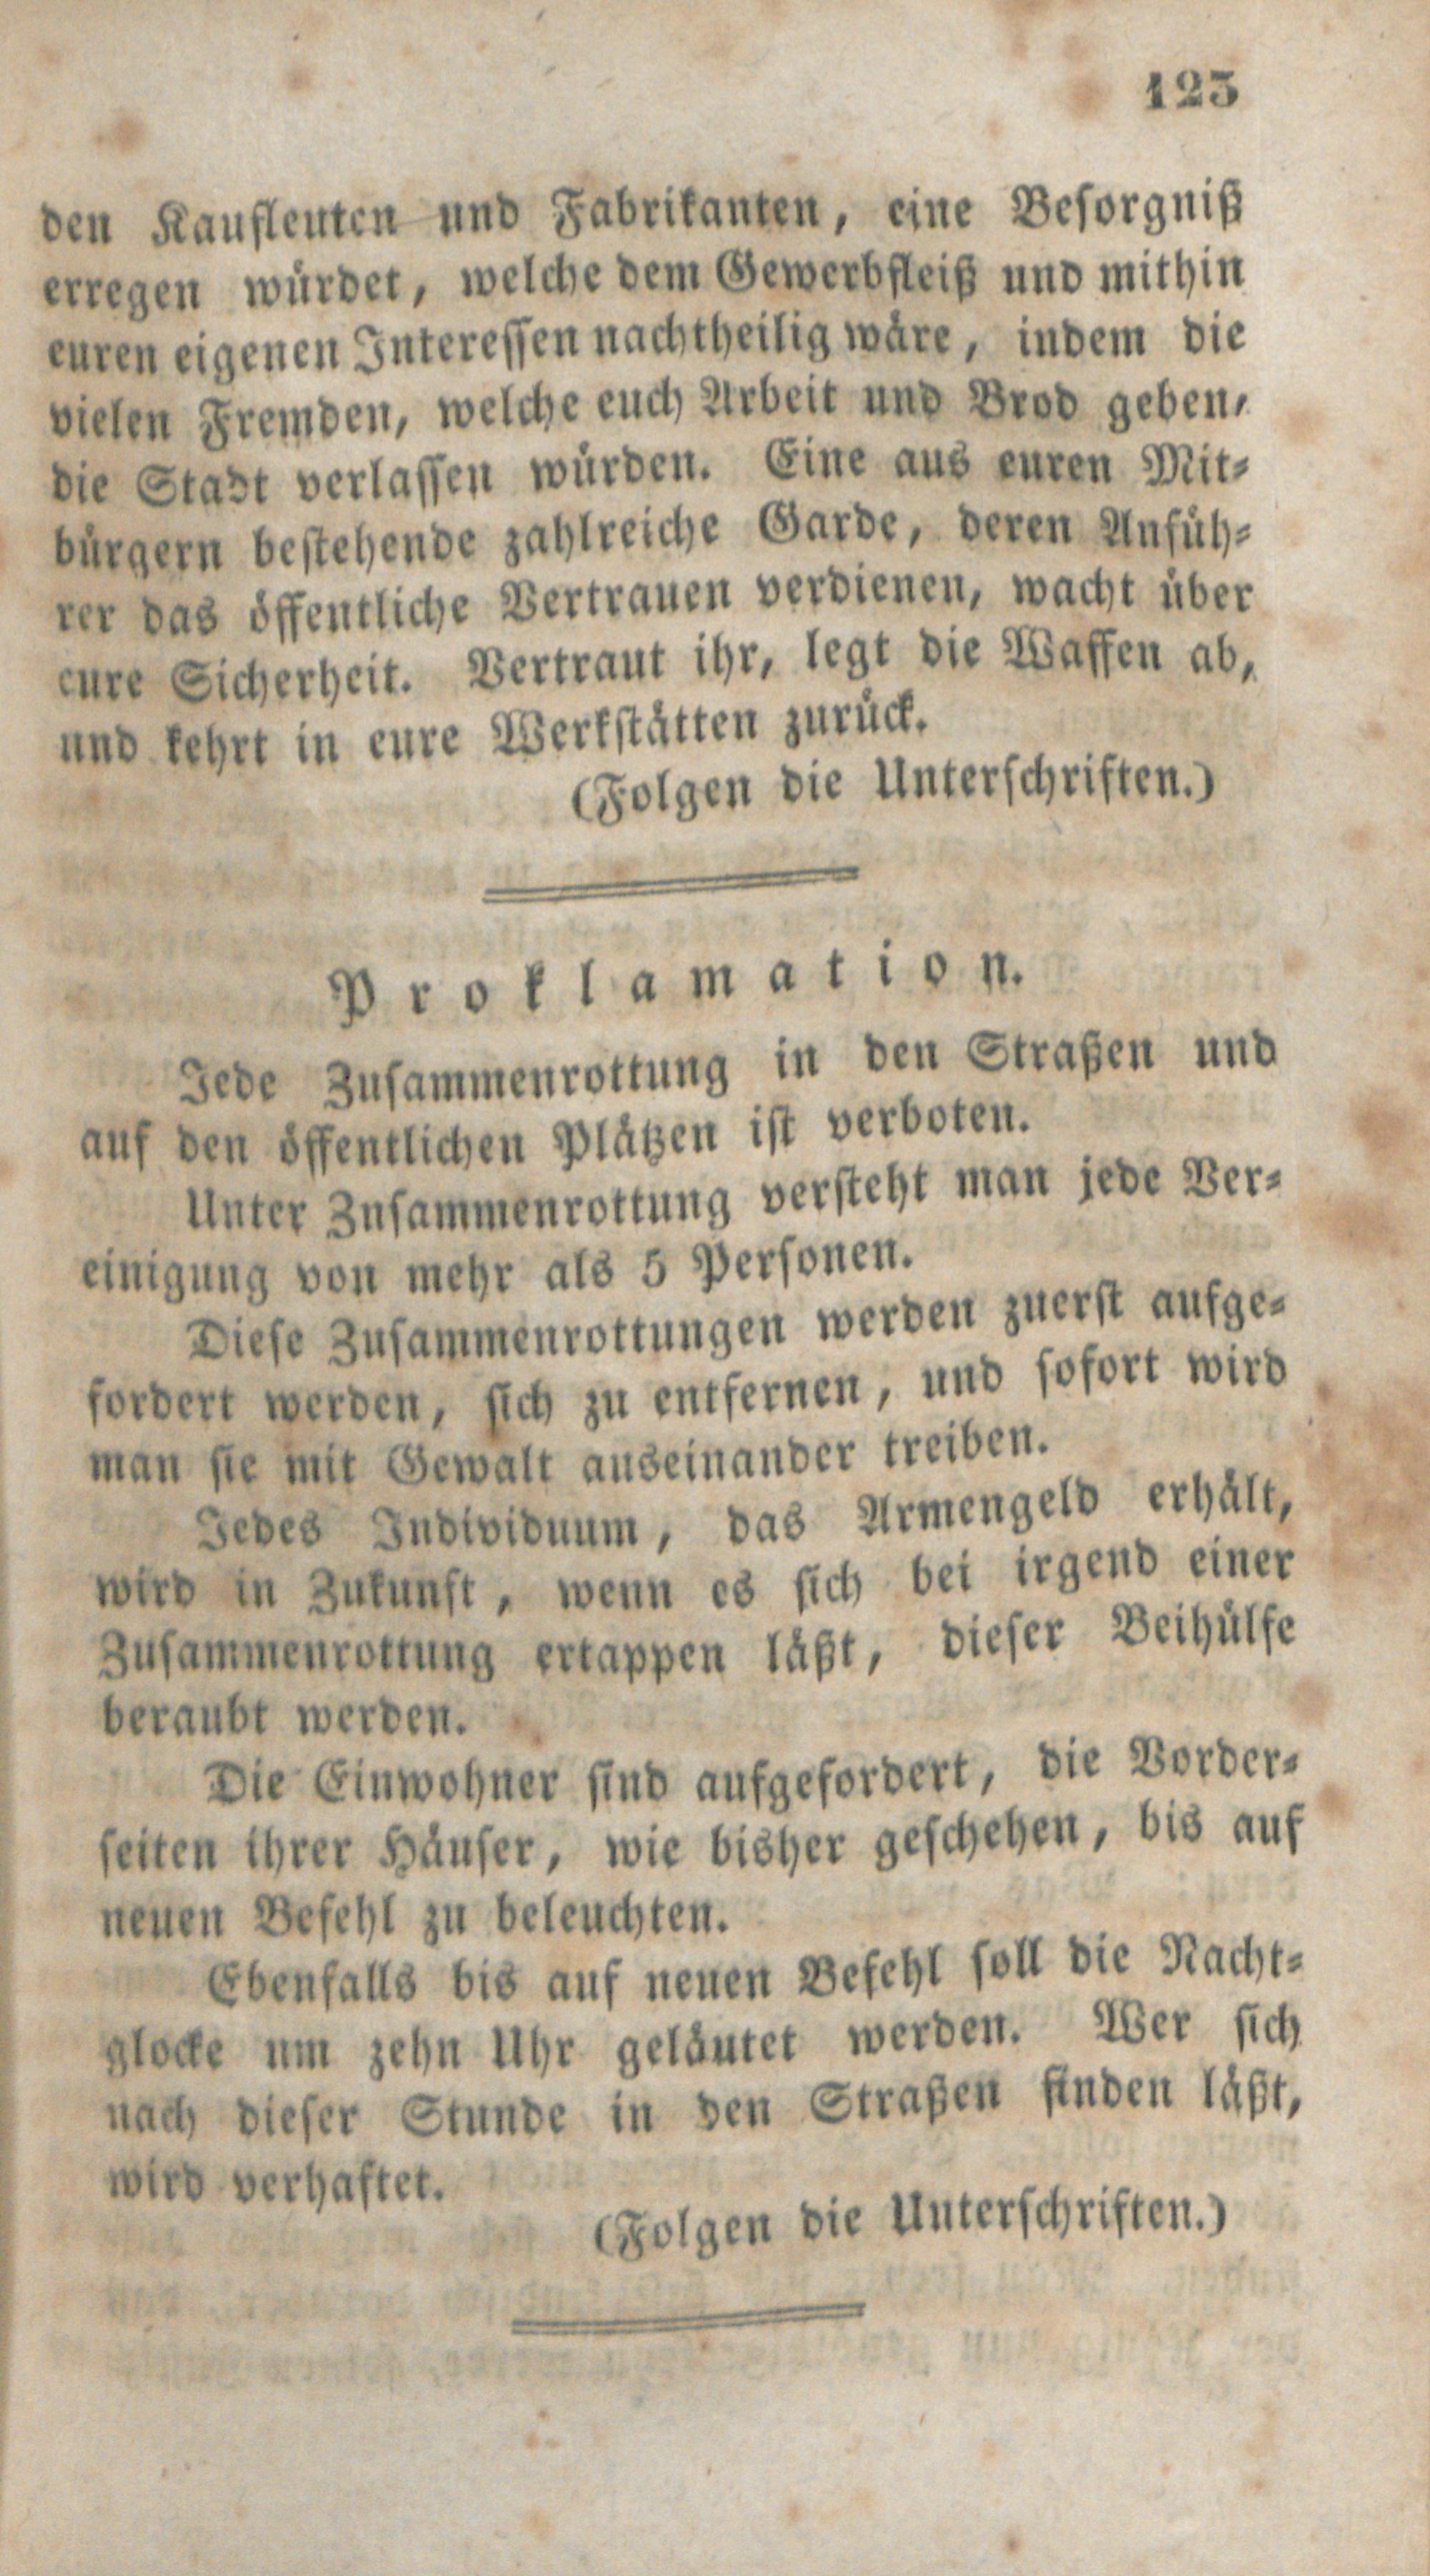 123
den Kaufleuten und Fabrikanten, eine Besorgniß
erregen würdet, welche dem Gewerbfleiß und mithin
euren eigenen Interessen nachtheilig wäre, indem die
vielen Fremden, welche euch Arbeit und Brod geben,
die Stadt verlassen würden. Eine aus euren Mit-
bürgern bestehende zahlreiche Garde, deren Anfüh-
rer das öffentliche Vertrauen verdienen, wacht über
eure Sicherheit. Vertraut ihr, legt die Waffen ab,
und kehrt in eure Werkstätten zurück.
(Folgen die Unterschriften.)
Proklamation.
Jede Zusammenrottung in den Straßen und
auf den öffentlichen Plätzen ist verboten.
Unter Zusammenrottung versteht man jede Ver-
einigung von mehr als 5 Personen.
Diese Zusammenrottungen werden zuerst aufge-
fordert werden, sich zu entfernen, und sofort wird
man sie mit Gewalt auseinander treiben.
Jedes Individuum, das Armengeld erhält,
wird in Zukunft, wenn es sich bei irgend einer
Zusammenrottung ertappen läßt, dieser Beihülfe
beraubt werden.
Die Einwohner sind aufgefordert, die Vorder-
seiten ihrer Häuser, wie bisher geschehen, bis auf
neuen Befehl zu beleuchten.
Ebenfalls bis auf neuen Befehl soll die Nacht-
glocke um zehn Uhr geläutet werden. Wer sich
nach dieser Stunde in den Straßen finden läßt,
wird verhaftet.
(Folgen die Unterschriften.)